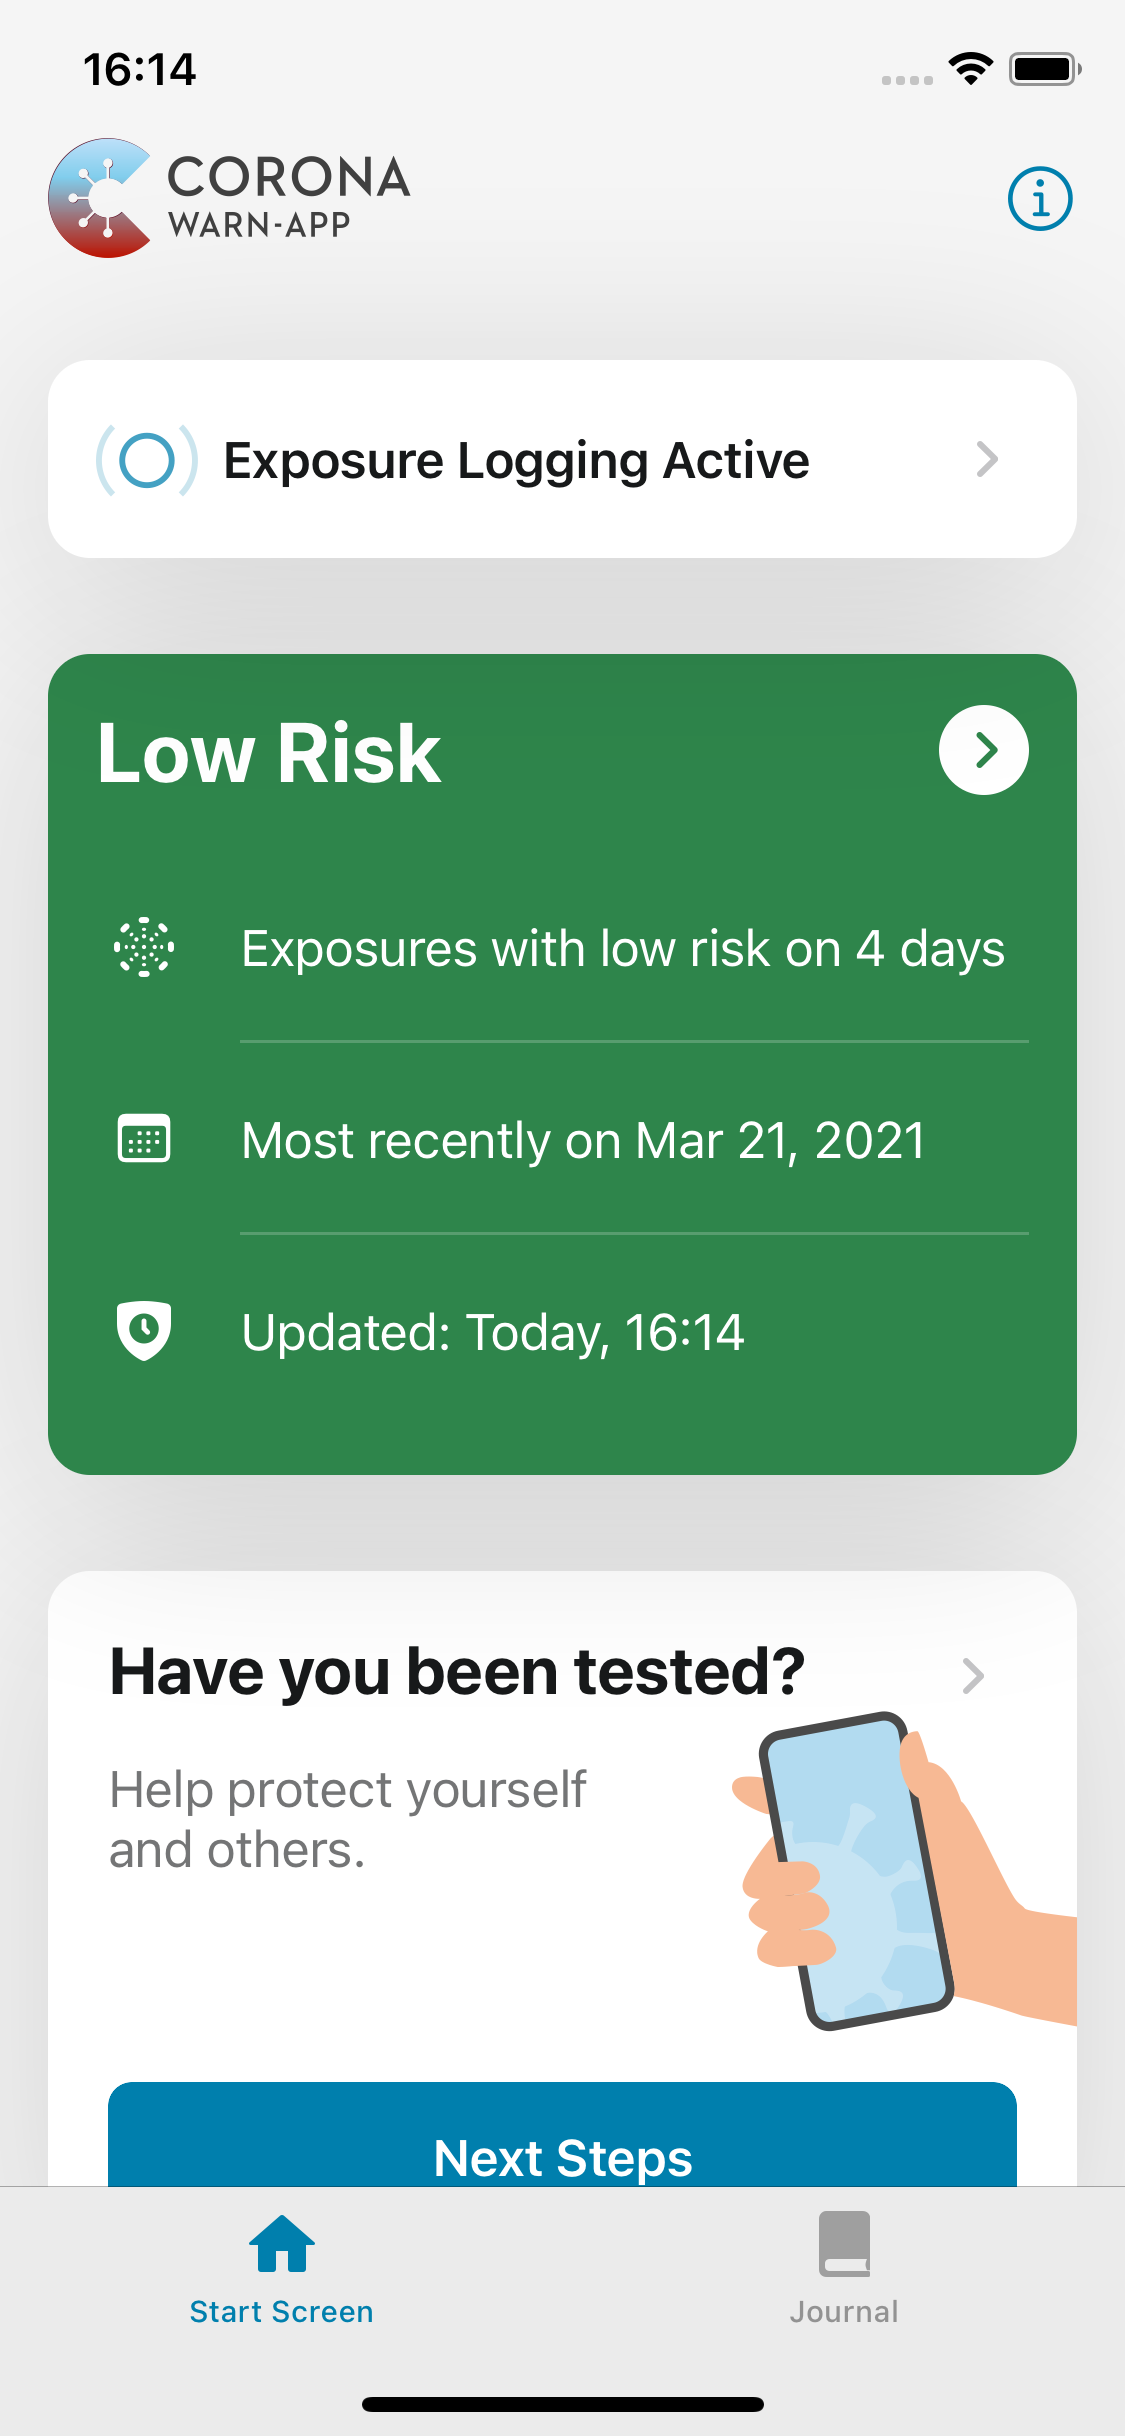 16:14
CORONA
WARN-APP
Exposure Logging Active
Low Risk
Exposures with low risk on 4 days
Most recently on Mar 21, 2021
Updated: Today, 16:14
Have you been tested?
Help protect yourself
and others.
Next Steps
Start Screen
Journal